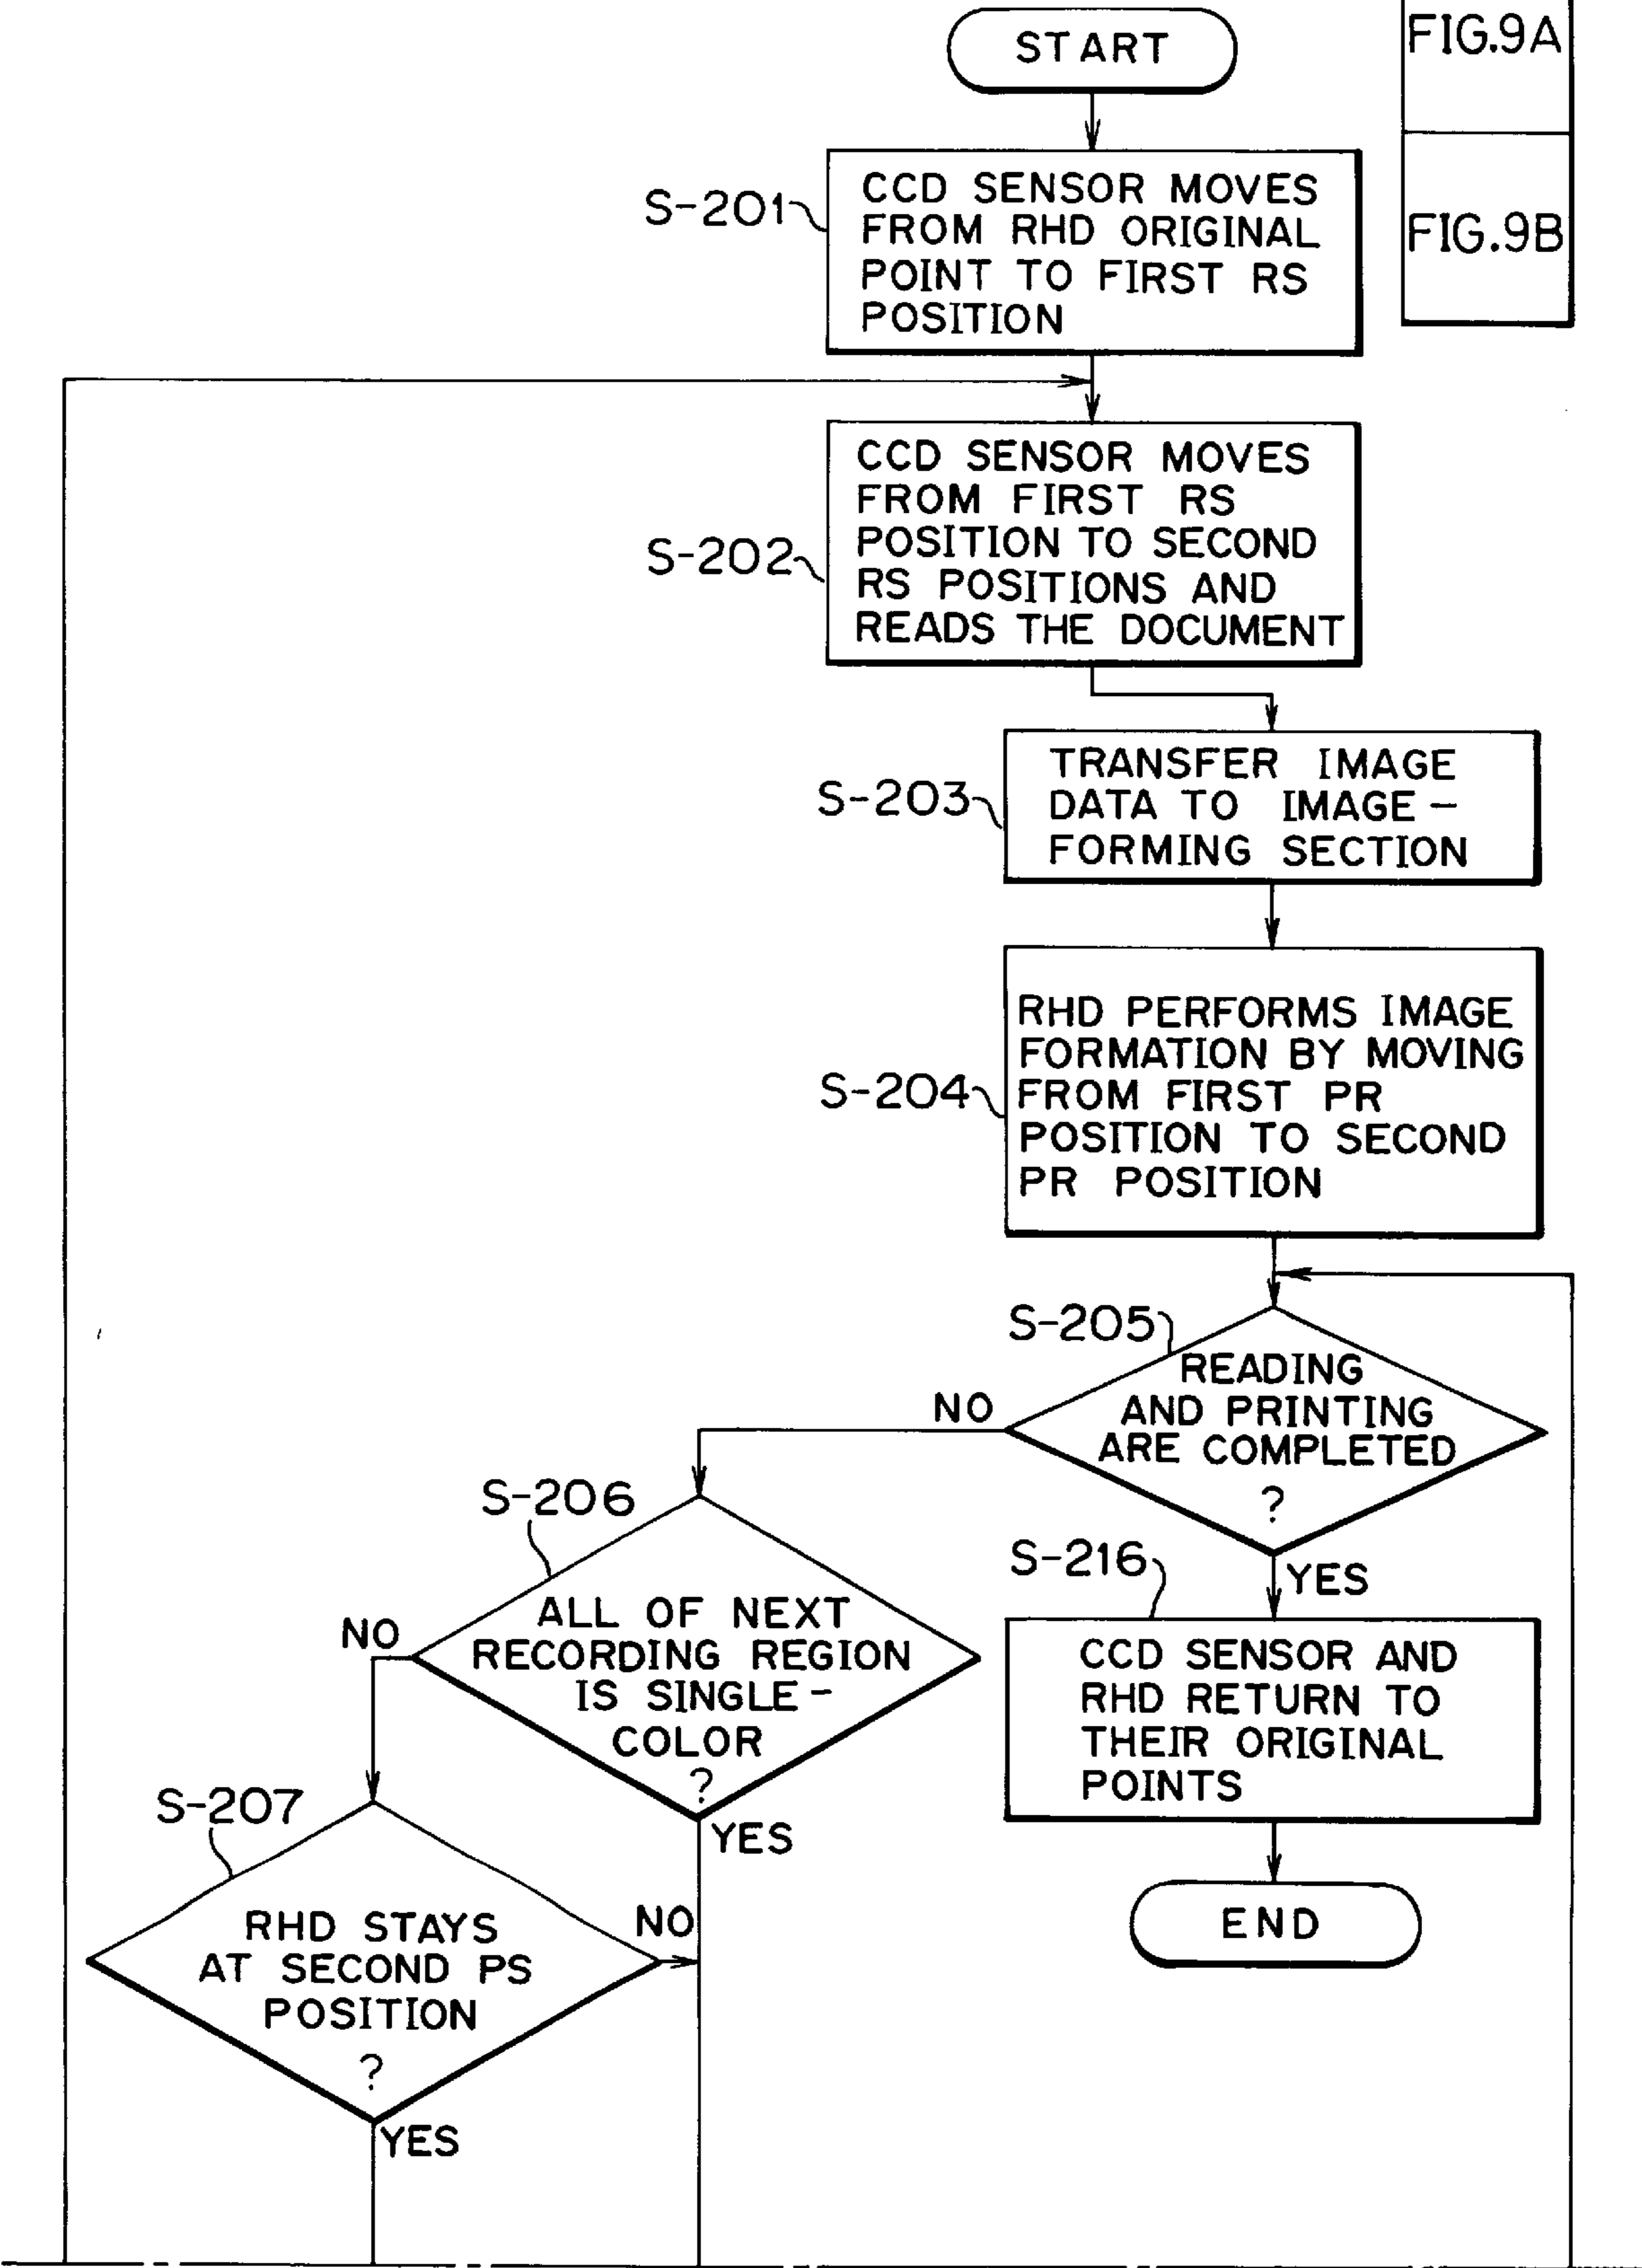 FIG.9A
FIG.9B
START
S-201
CCD SENSOR MOVES
FROM RHD ORIGINAL
POINT TO FIRST RS
POSITION
S-202
CCD SENSOR MOVES
FROM FIRST RS
POSITION TO SECOND
RS POSITIONS AND
READS THE DOCUMENT
S-203
TRANSFER IMAGE
DATA TO IMAGE-
FORMING SECTION
S-204
RHD PERFORMS IMAGE
FORMATION BY MOVING
FROM FIRST PR
POSITION TO SECOND
PR POSITION
S-205
READING
AND PRINTING
ARE COMPLETED
?
NO
YES
S-206
ALL OF NEXT
RECORDING REGION
IS SINGLE-
COLOR
?
NO
YES
S-216
CCD SENSOR AND
RHD RETURN TO
THEIR ORIGINAL
POINTS
END
S-207
RHD STAYS
AT SECOND PS
POSITION
?
NO
YES